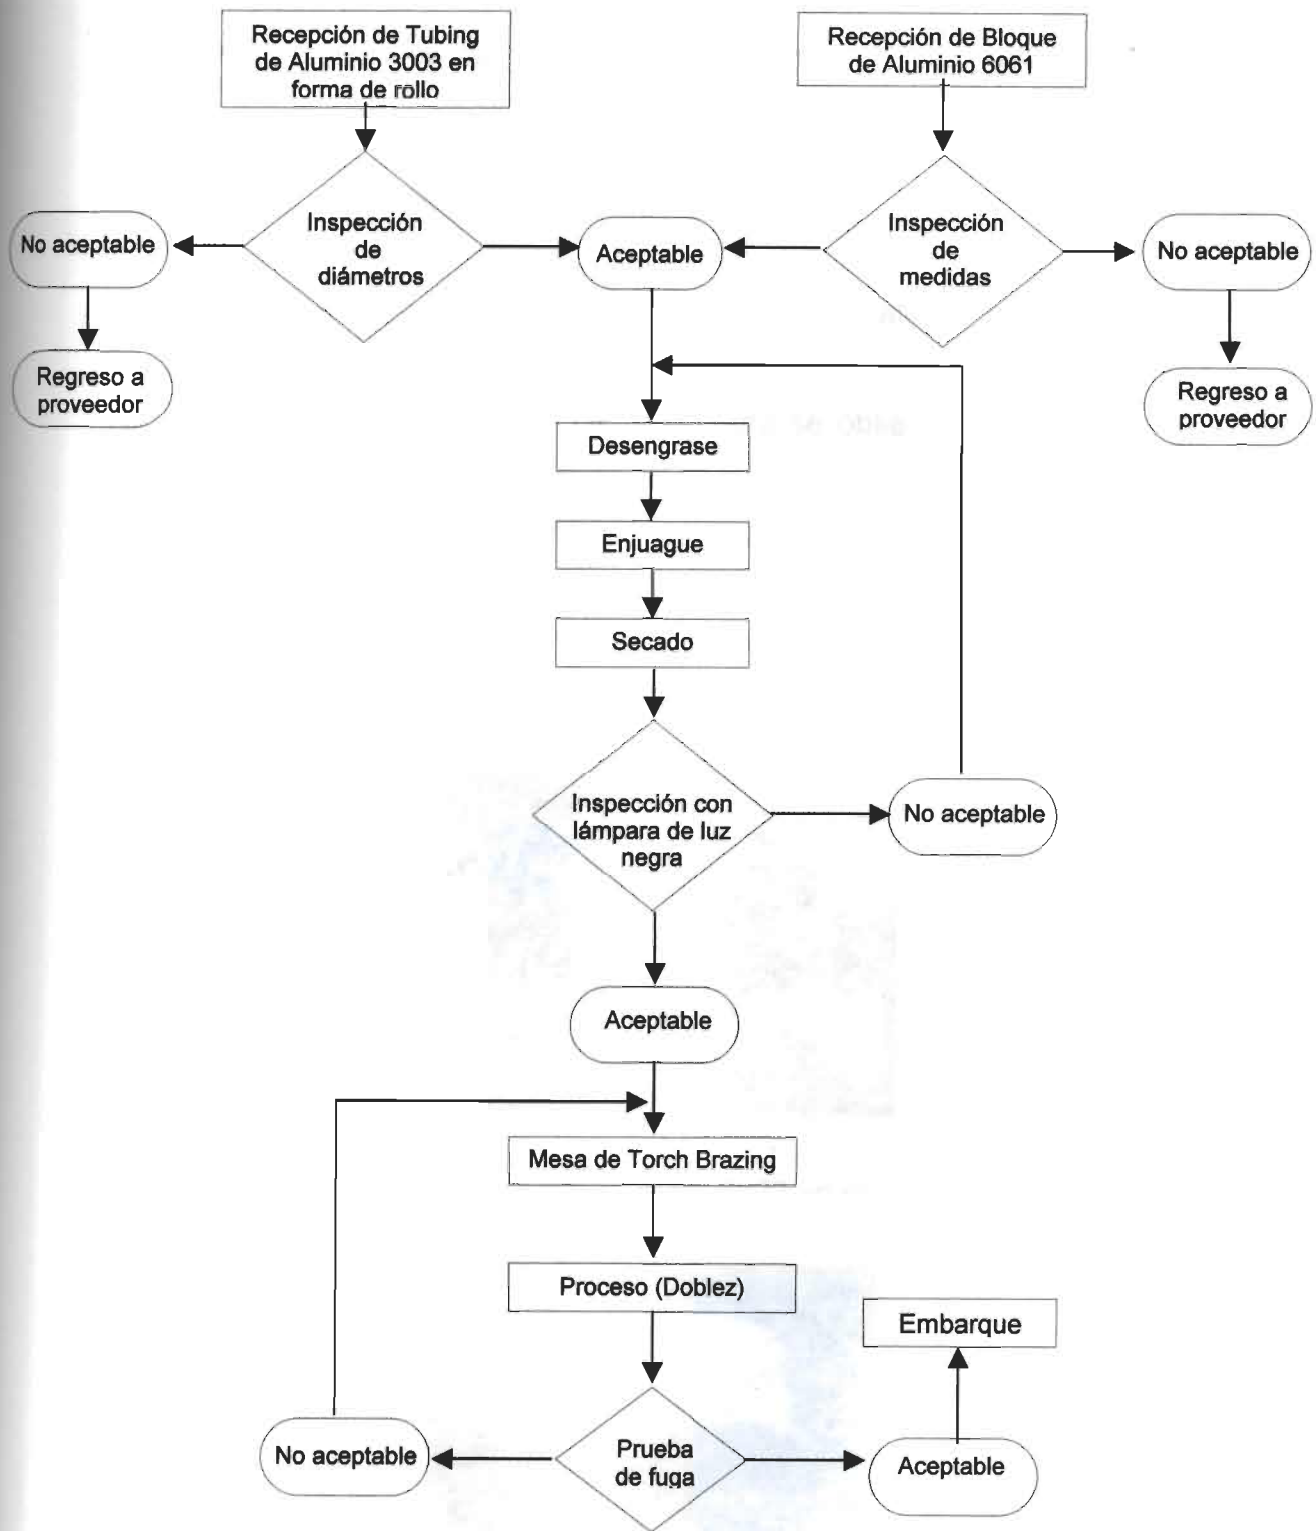 Recepción de Tubing
de Aluminio 3003 en
forma de rollo
Recepción de Bloque
de Aluminio 6061
No aceptable
Inspección
de
diámetros
Aceptable
Inspección
de
medidas
No aceptable
Regreso a
proveedor
Regreso a
proveedor
Desengrase
Enjuague
Secado
Inspección con
lámpara de luz
negra
No aceptable
Aceptable
Mesa de Torch Brazing
Proceso (Doblez)
Embarque
No aceptable
Prueba
de fuga
Aceptable